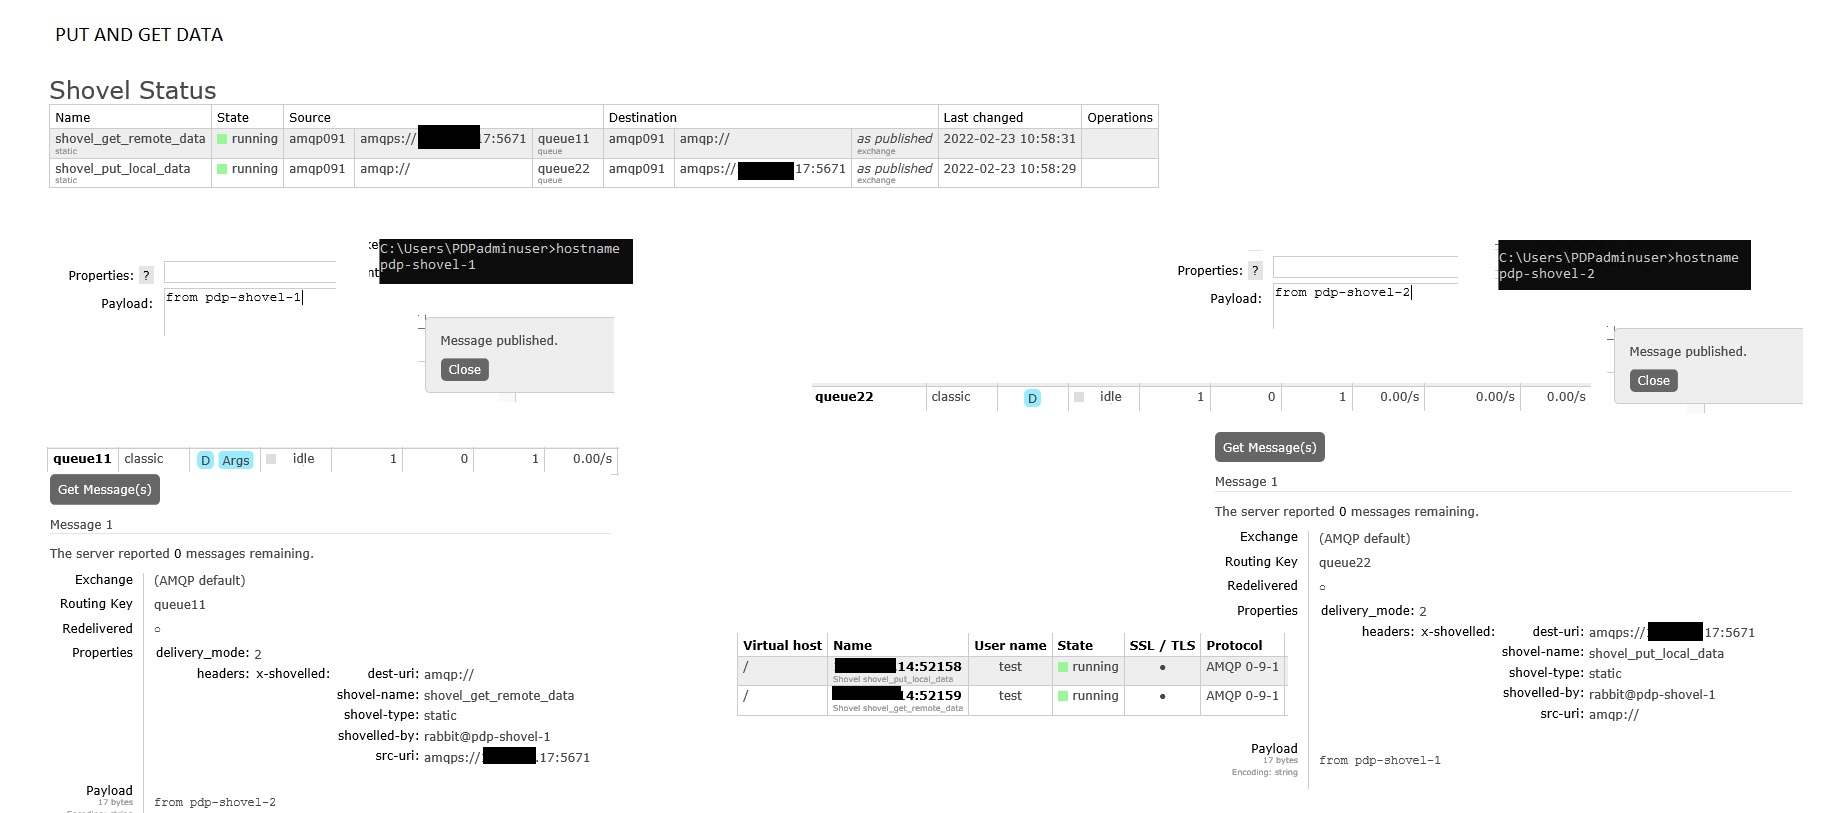 PUT AND GET DATA
Shovel Status
Name State Source Destination Last changed Operations
shovel_get_remote_data running amqp091 amqps:// 17:5671 queue11 amqp091 amqp:// as published 2022-02-23 10:58:31
static queue exchange
shovel_put_local_data running amqp091 amqp:// queue22 amqp091 amqps:// 17:5671 as published 2022-02-23 10:58:29
static queue exchange
C:\Users\PDPadminuser>hostname
pdp-shovel-1
Properties: ?
Payload: from pdp-shovel-1
Message published.
Close
C:\Users\PDPadminuser>hostname
pdp-shovel-2
Properties: ?
Payload: from pdp-shovel-2
Message published.
Close
queue22 classic D idle 1 0 1 0.00/s 0.00/s 0.00/s
queue11 classic D Args idle 1 0 1 0.00/s
Get Message(s)
Message 1
The server reported 0 messages remaining.
Exchange (AMQP default)
Routing Key queue11
Redelivered ○
Properties delivery_mode: 2
headers: x-shovelled: dest-uri: amqp://
shovel-name: shovel_get_remote_data
shovel-type: static
shovelled-by: rabbit@pdp-shovel-1
src-uri: amqps:// .17:5671
Payload
17 bytes
Encoding: string
from pdp-shovel-2
Virtual host Name User name State SSL / TLS Protocol
/ 14:52158 test running ● AMQP 0-9-1
Shovel shovel_put_local_data
/ 4:52159 test running ● AMQP 0-9-1
Shovel shovel_get_remote_data
Get Message(s)
Message 1
The server reported 0 messages remaining.
Exchange (AMQP default)
Routing Key queue22
Redelivered ○
Properties delivery_mode: 2
headers: x-shovelled: dest-uri: amqps:// 17:5671
shovel-name: shovel_put_local_data
shovel-type: static
shovelled-by: rabbit@pdp-shovel-1
src-uri: amqp://
Payload
17 bytes
Encoding: string
from pdp-shovel-1